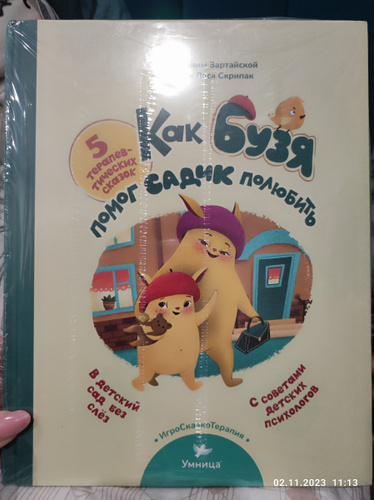 Зартайской
Леся Скрипак
5
терапев-
тических
сказок
Как Бузя
помог садик полюбить
В детский
сад без
слёз
С советами
детских
психологов
•ИгроСказкоТерапия•
Умница®
02.11.2023 11:13